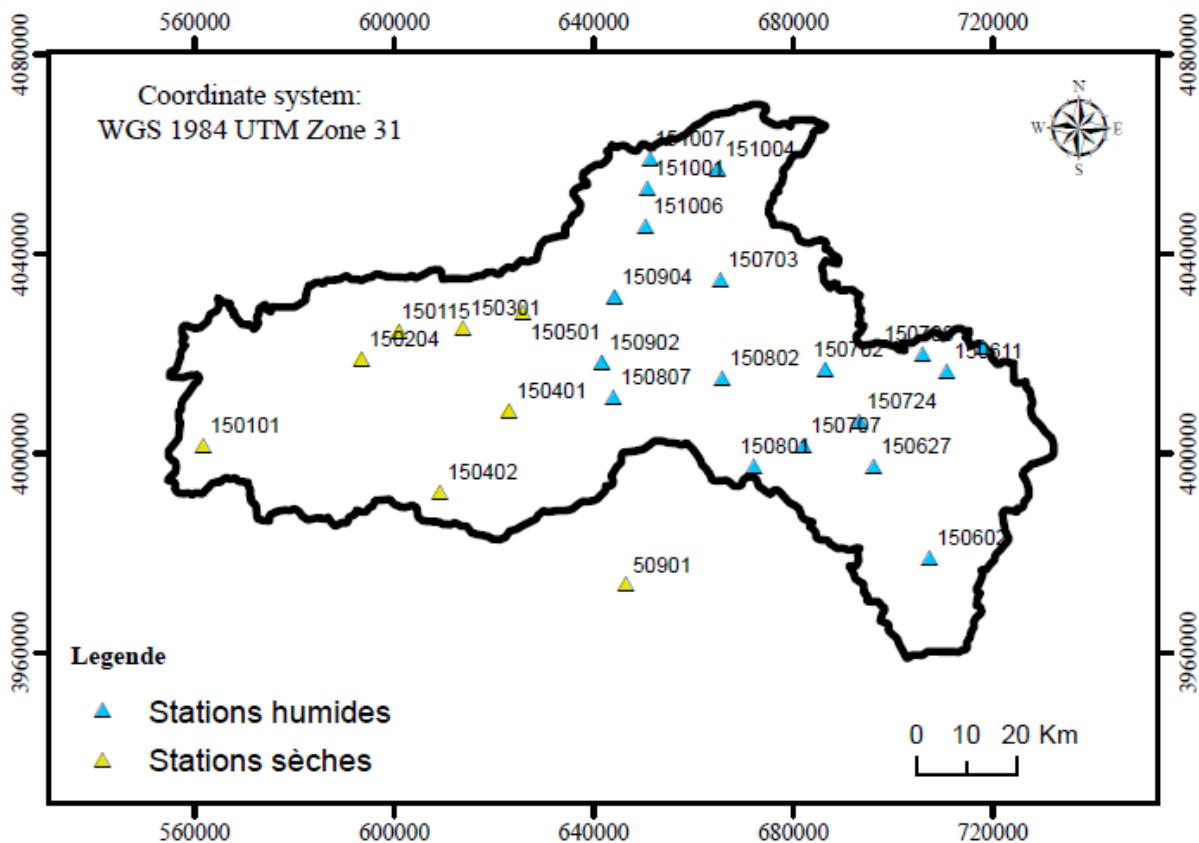 560000 600000 640000 680000 720000
4080000 4080000
Coordinate system:
WGS 1984 UTM Zone 31
N
W E
S
151007
151004
151001
151006
4040000 4040000
150703
150904
150301
150115
150501
150204
150902
150802
150702
150611
150807
150401
150724
150101
150801
150707
150627
4000000 4000000
150402
150602
50901
3960000 3960000
Legende
Stations humides
Stations sèches
0 10 20 Km
560000 600000 640000 680000 720000